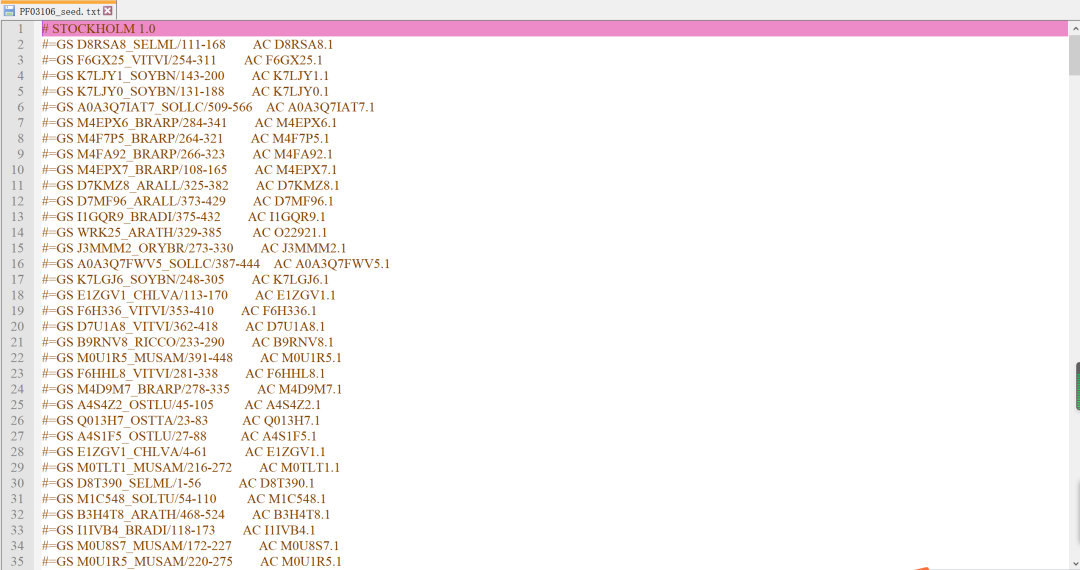 PF03106_seed.txt
1 # STOCKHOLM 1.0
2 #=GS D8RSA8_SELML/111-168 AC D8RSA8.1
3 #=GS F6GX25_VITVI/254-311 AC F6GX25.1
4 #=GS K7LJY1_SOYBN/143-200 AC K7LJY1.1
5 #=GS K7LJY0_SOYBN/131-188 AC K7LJY0.1
6 #=GS A0A3Q7IAT7_SOLLC/509-566 AC A0A3Q7IAT7.1
7 #=GS M4EPX6_BRARP/284-341 AC M4EPX6.1
8 #=GS M4F7P5_BRARP/264-321 AC M4F7P5.1
9 #=GS M4FA92_BRARP/266-323 AC M4FA92.1
10 #=GS M4EPX7_BRARP/108-165 AC M4EPX7.1
11 #=GS D7KMZ8_ARALL/325-382 AC D7KMZ8.1
12 #=GS D7MF96_ARALL/373-429 AC D7MF96.1
13 #=GS I1GQR9_BRADI/375-432 AC I1GQR9.1
14 #=GS WRK25_ARATH/329-385 AC O22921.1
15 #=GS J3MMM2_ORYBR/273-330 AC J3MMM2.1
16 #=GS A0A3Q7FWV5_SOLLC/387-444 AC A0A3Q7FWV5.1
17 #=GS K7LGJ6_SOYBN/248-305 AC K7LGJ6.1
18 #=GS E1ZGV1_CHLVA/113-170 AC E1ZGV1.1
19 #=GS F6H336_VITVI/353-410 AC F6H336.1
20 #=GS D7U1A8_VITVI/362-418 AC D7U1A8.1
21 #=GS B9RNV8_RICCO/233-290 AC B9RNV8.1
22 #=GS M0U1R5_MUSAM/391-448 AC M0U1R5.1
23 #=GS F6HHL8_VITVI/281-338 AC F6HHL8.1
24 #=GS M4D9M7_BRARP/278-335 AC M4D9M7.1
25 #=GS A4S4Z2_OSTLU/45-105 AC A4S4Z2.1
26 #=GS Q013H7_OSTTA/23-83 AC Q013H7.1
27 #=GS A4S1F5_OSTLU/27-88 AC A4S1F5.1
28 #=GS E1ZGV1_CHLVA/4-61 AC E1ZGV1.1
29 #=GS M0TLT1_MUSAM/216-272 AC M0TLT1.1
30 #=GS D8T390_SELML/1-56 AC D8T390.1
31 #=GS M1C548_SOLTU/54-110 AC M1C548.1
32 #=GS B3H4T8_ARATH/468-524 AC B3H4T8.1
33 #=GS I1IVB4_BRADI/118-173 AC I1IVB4.1
34 #=GS M0U8S7_MUSAM/172-227 AC M0U8S7.1
35 #=GS M0U1R5_MUSAM/220-275 AC M0U1R5.1